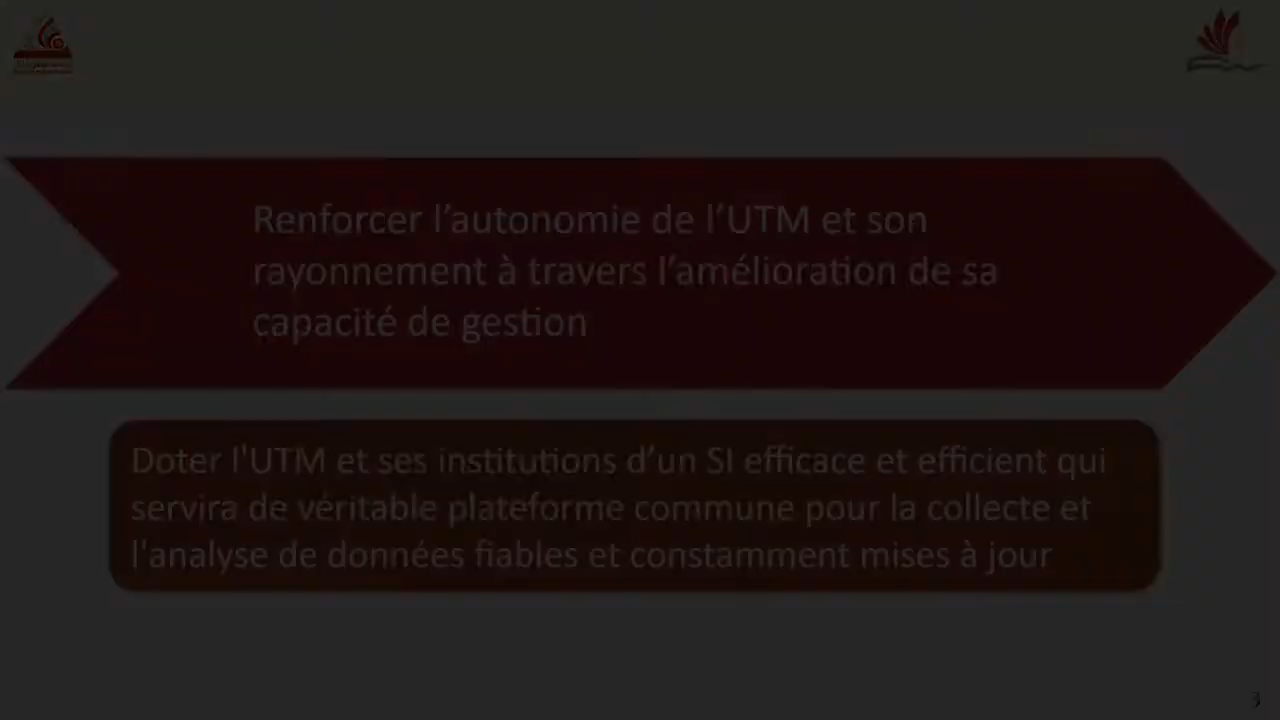 Renforcer l’autonomie de l’UTM et son
rayonnement à travers l’amélioration de sa
capacité de gestion
Doter l'UTM et ses institutions d’un SI efficace et efficient qui
servira de véritable plateforme commune pour la collecte et
l'analyse de données fiables et constamment mises à jour
3